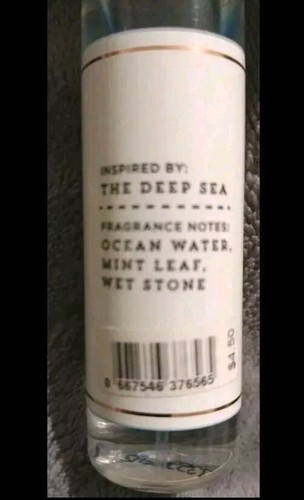 INSPIRED BY:
THE DEEP SEA
FRAGRANCE NOTES:
OCEAN WATER,
MINT LEAF,
WET STONE
$4.50
0 667546 376565